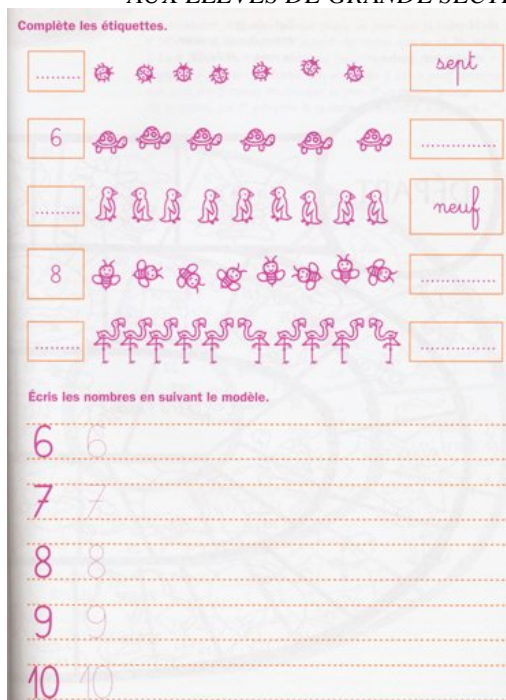 AUX ÉLÈVES DE GRANDE SECTI
Complète les étiquettes.
......... sept
6 ..............
......... neuf
8 ..............
......... ..............
Écris les nombres en suivant le modèle.
6 6
7 7
8 8
9 9
10 10